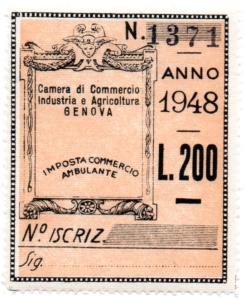 N. 1371
Camera di Commercio
Industria e Agricoltura
GENOVA
IMPOSTA COMMERCIO
AMBULANTE
ANNO
1948
L.200
No ISCRIZ.
Sig.